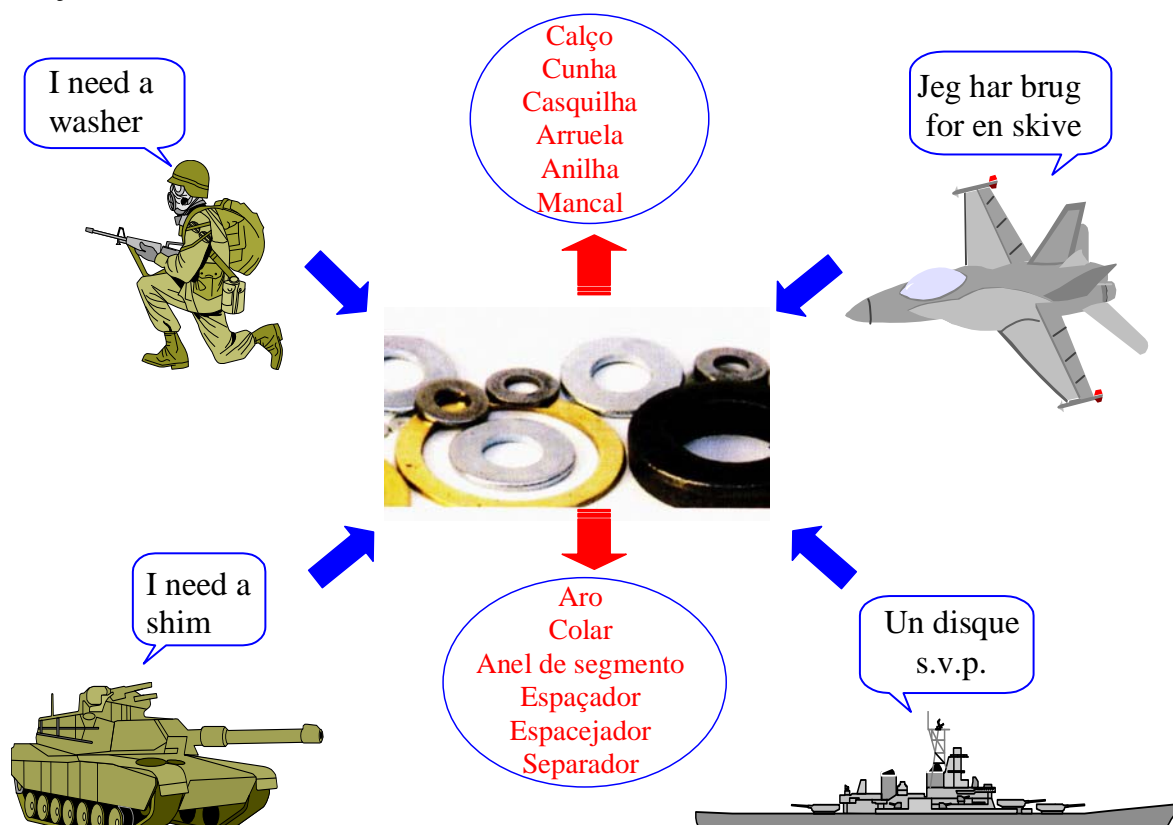 I need a
washer
Calço
Cunha
Casquilha
Arruela
Anilha
Mancal
Jeg har brug
for en skive
I need a
shim
Aro
Colar
Anel de segmento
Espaçador
Espacejador
Separador
Un disque
s.v.p.